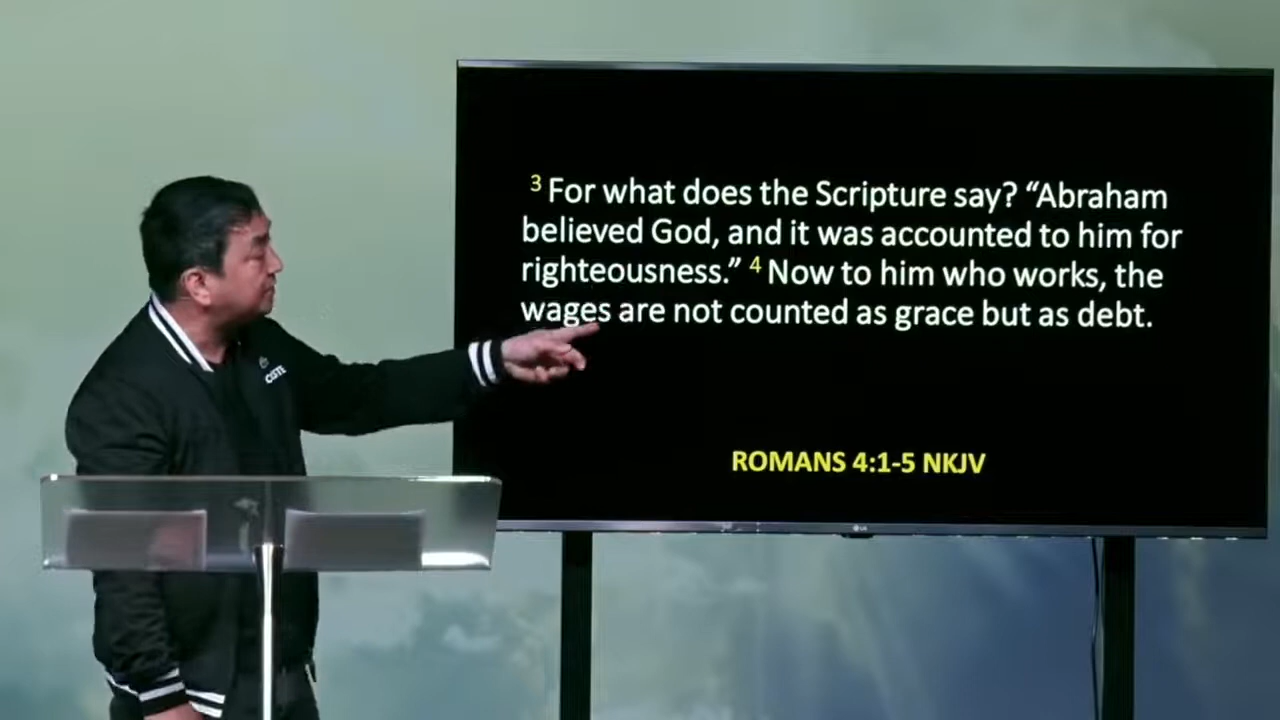 3 For what does the Scripture say? “Abraham
believed God, and it was accounted to him for
righteousness.” 4 Now to him who works, the
wages are not counted as grace but as debt.
ROMANS 4:1-5 NKJV
LG